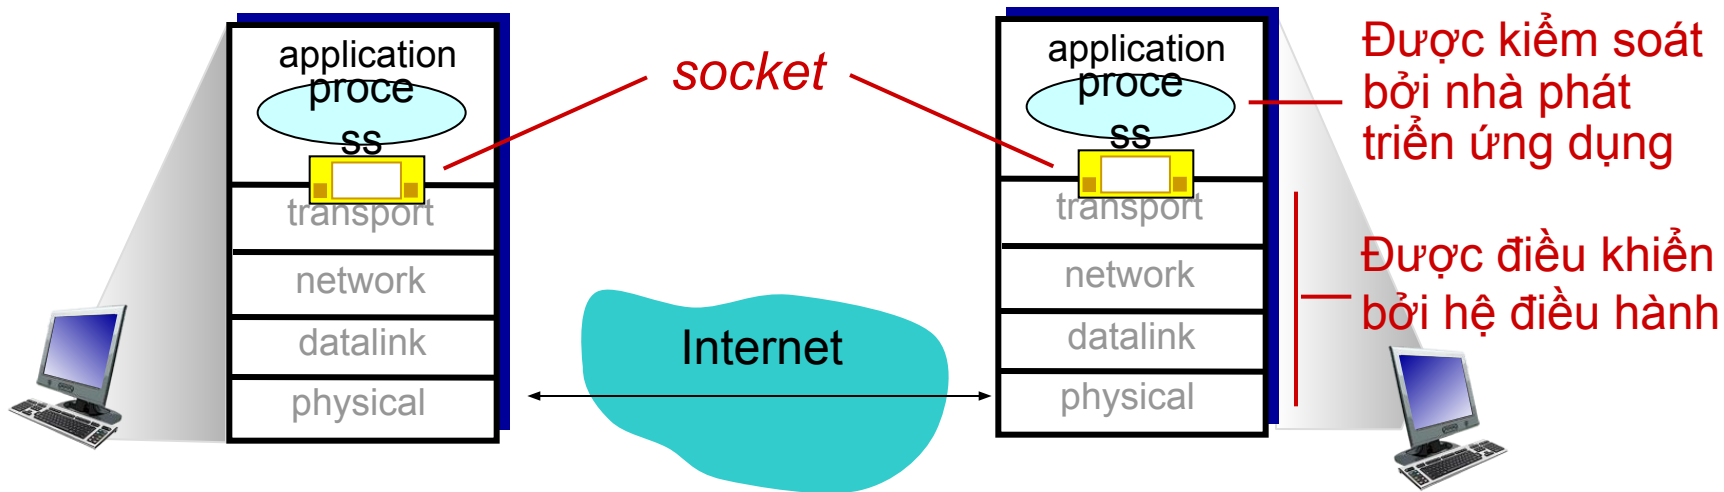 application
proce
ss
transport
network
datalink
physical
socket
Internet
application
proce
ss
transport
network
datalink
physical
Được kiểm soát
bởi nhà phát
triển ứng dụng
Được điều khiển
bởi hệ điều hành